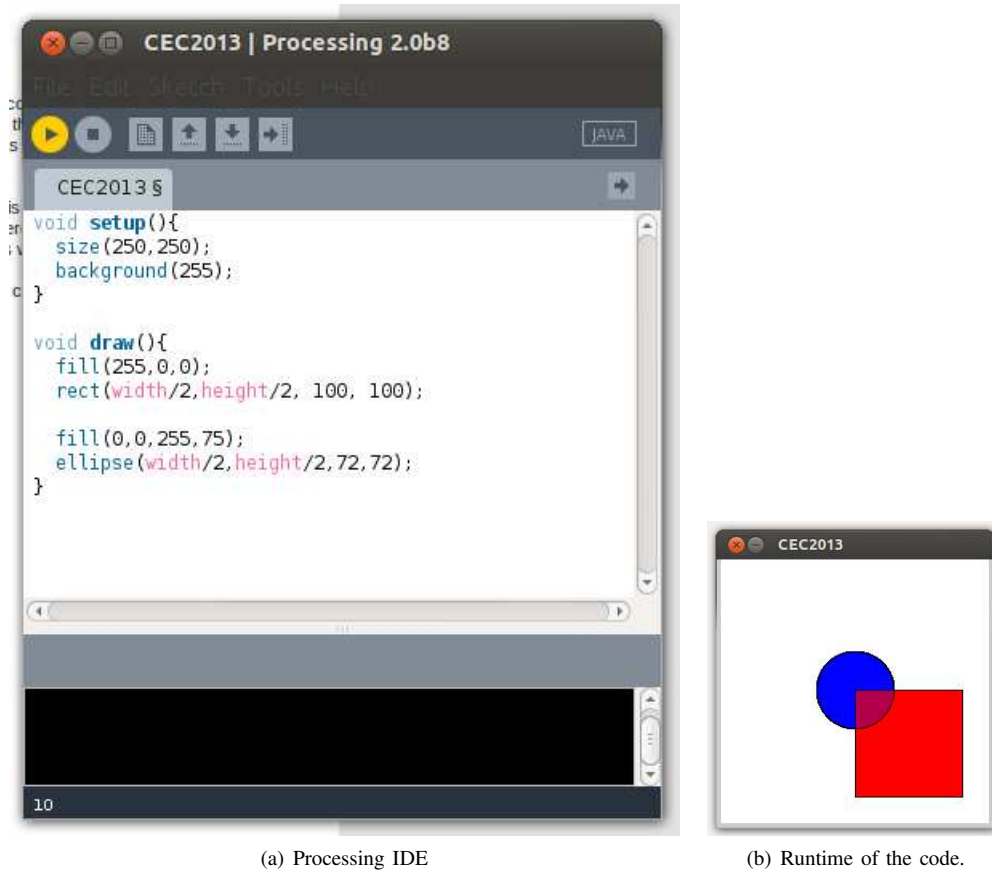 CEC2013 | Processing 2.0b8
File Edit Sketch Tools Help
JAVA
CEC2013 §
void setup(){
size(250,250);
background(255);
}
void draw(){
fill(255,0,0);
rect(width/2,height/2, 100, 100);
fill(0,0,255,75);
ellipse(width/2,height/2,72,72);
}
10
CEC2013
(a) Processing IDE
(b) Runtime of the code.